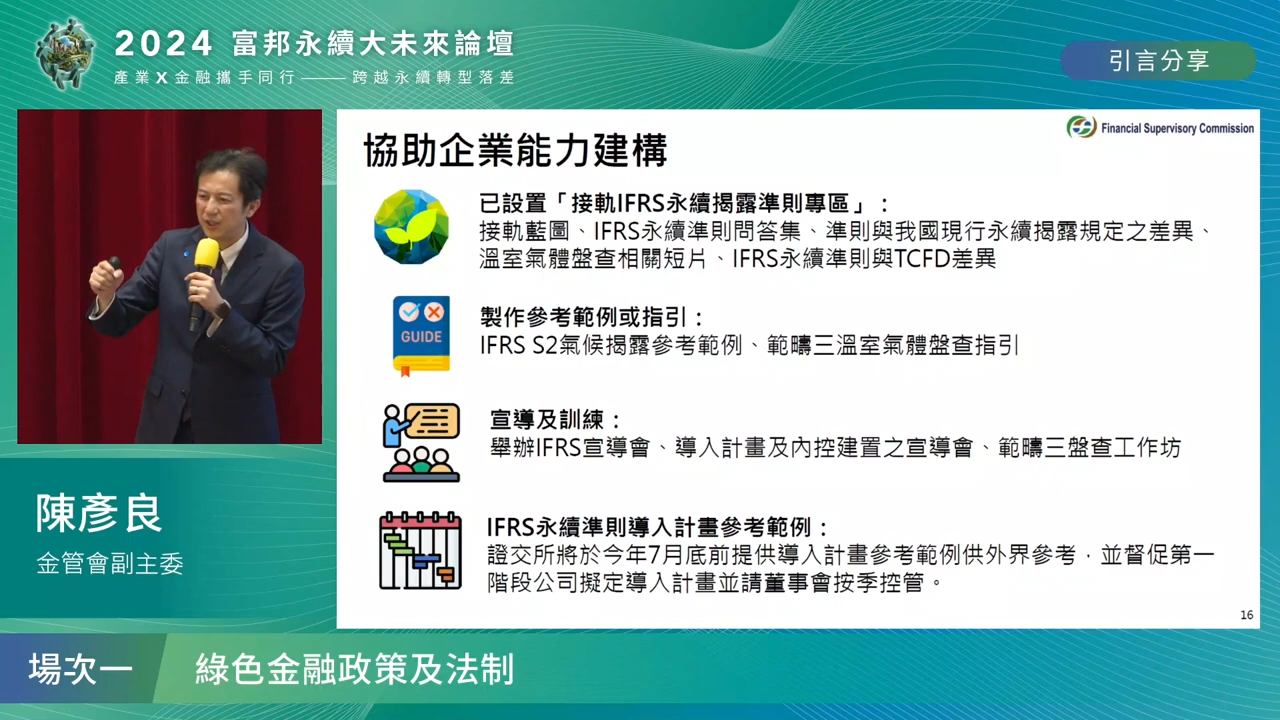 2024 富邦永續大未來論壇
產業X金融攜手同行——跨越永續轉型落差
引言分享
Financial Supervisory Commission
協助企業能力建構
已設置「接軌IFRS永續揭露準則專區」：
接軌藍圖、IFRS永續準則問答集、準則與我國現行永續揭露規定之差異、
溫室氣體盤查相關短片、IFRS永續準則與TCFD差異
GUIDE
製作參考範例或指引：
IFRS S2氣候揭露參考範例、範疇三溫室氣體盤查指引
宣導及訓練：
舉辦IFRS宣導會、導入計畫及內控建置之宣導會、範疇三盤查工作坊
IFRS永續準則導入計畫參考範例：
證交所將於今年7月底前提供導入計畫參考範例供外界參考，並督促第一
階段公司擬定導入計畫並請董事會按季控管。
16
陳彥良
金管會副主委
場次一
綠色金融政策及法制